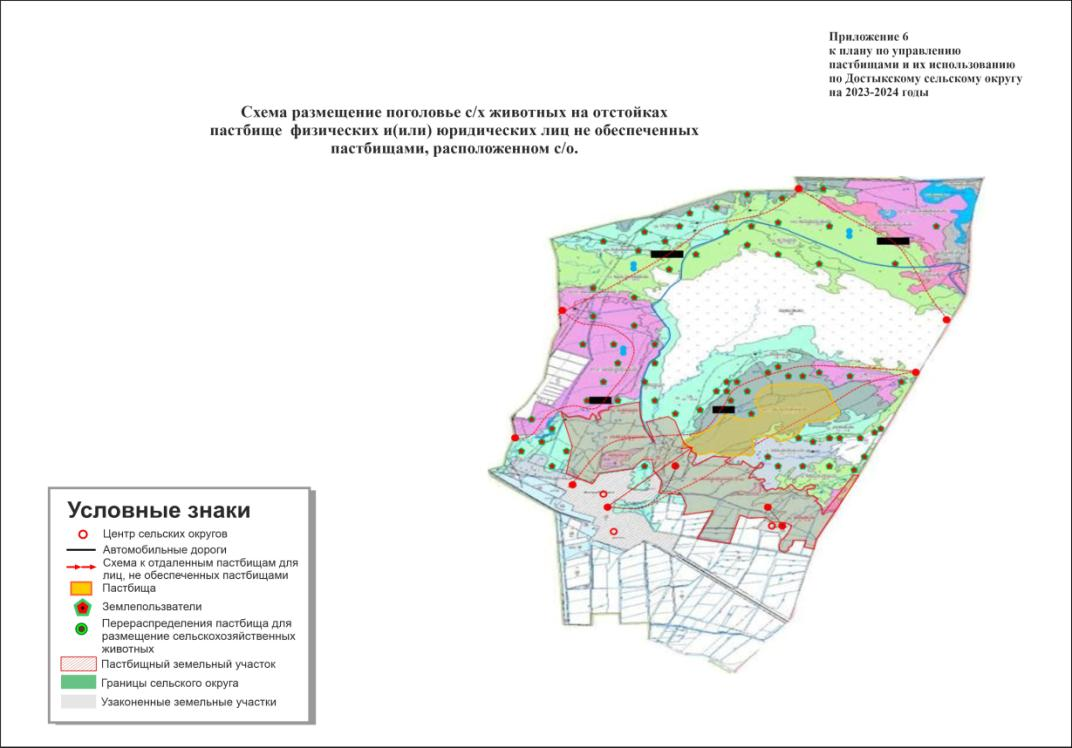 Приложение 6
к плану по управлению
пастбищами и их использованию
по Достыкскому сельскому округу
на 2023-2024 годы
Схема размещение поголовье с/х животных на отстойках
пастбище физических и(или) юридических лиц не обеспеченных
пастбищами, расположенном с/о.
Условные знаки
Центр сельских округов
Автомобильные дороги
Схема к отдаленным пастбищам для
лиц, не обеспеченных пастбищами
Пастбища
Землепользватели
Перераспределения пастбища для
размещение сельскохозяйственных
животных
Пастбищный земельный участок
Границы сельского округа
Узаконенные земельные участки